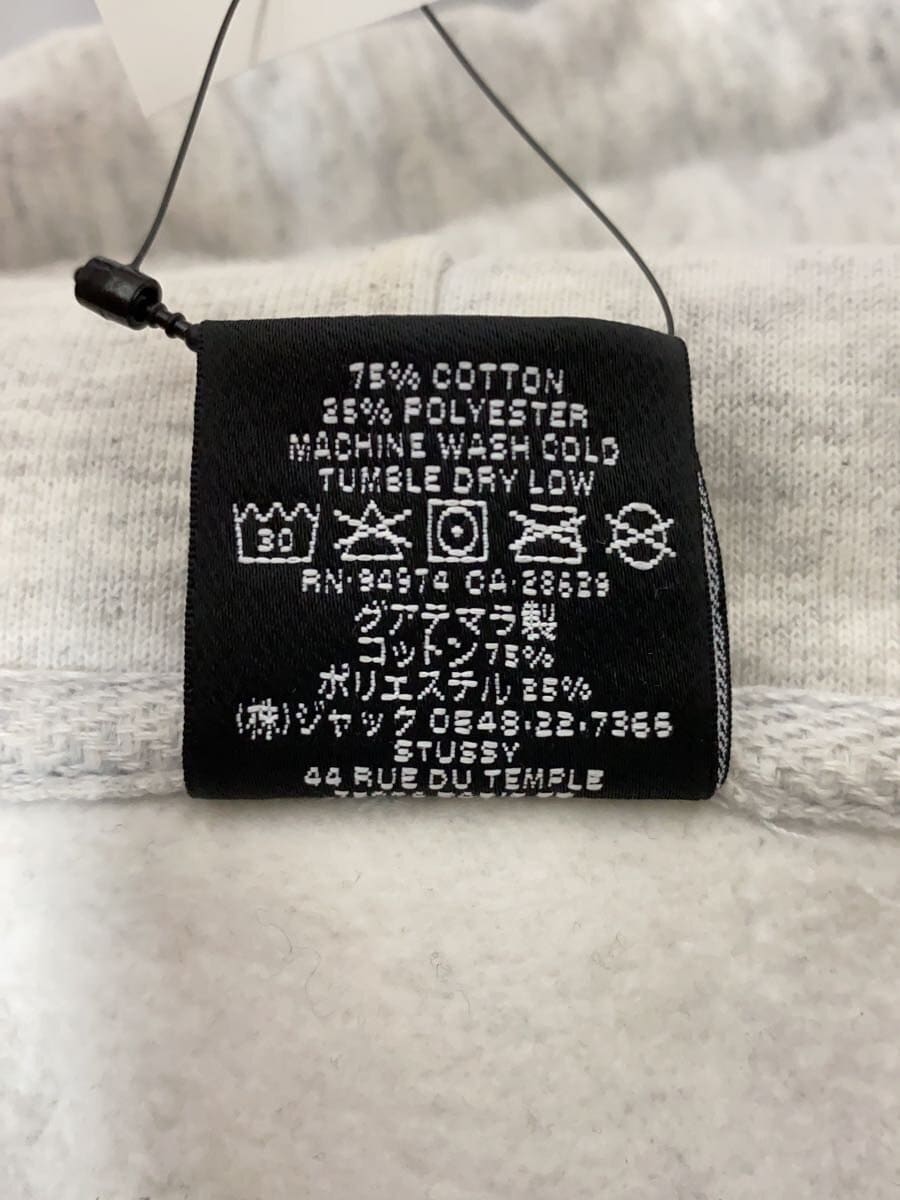 75% COTTON
25% POLYESTER
MACHINE WASH COLD
TUMBLE DRY LOW
30
RN·94974 CA·28629
グアテマラ製
コットン75%
ポリエステル 25%
(株)ジャック 0548·22·7366
STUSSY
44 RUE DU TEMPLE